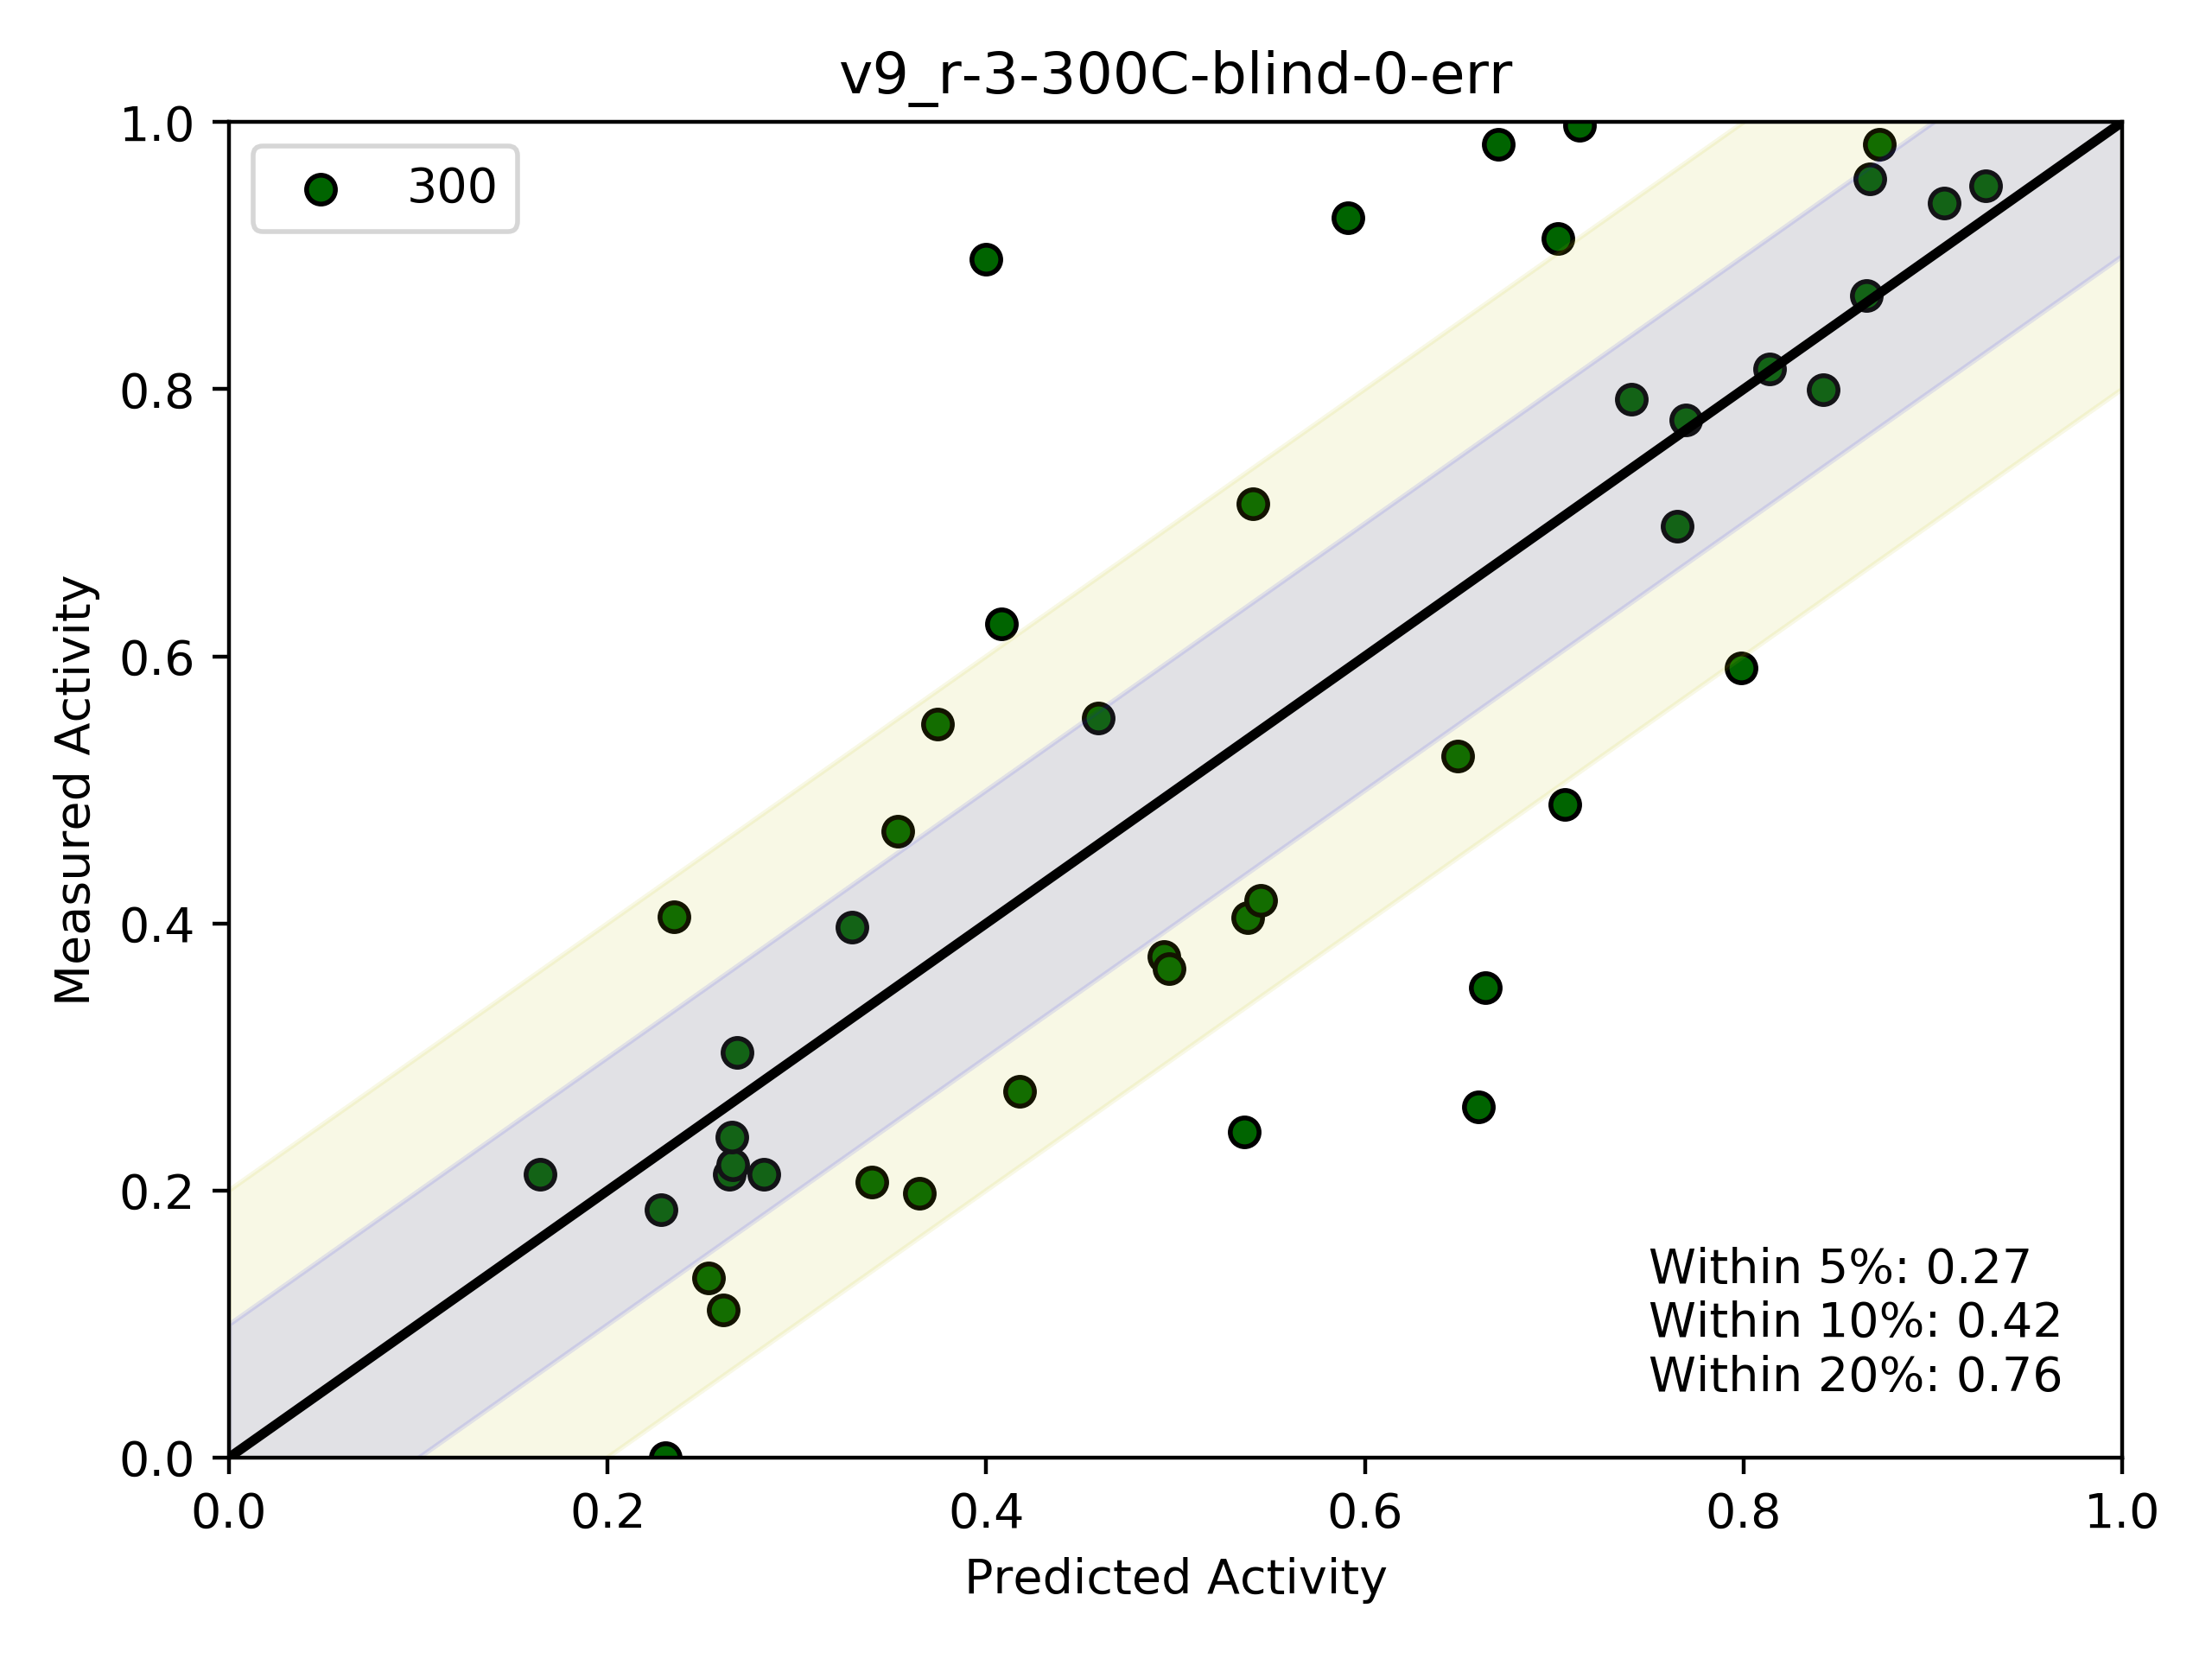 v9_r-3-300C-blind-0-err
300
1.0
0.8
0.6
0.4
0.2
0.0
Measured Activity
Within 5%: 0.27
Within 10%: 0.42
Within 20%: 0.76
0.0 0.2 0.4 0.6 0.8 1.0
Predicted Activity